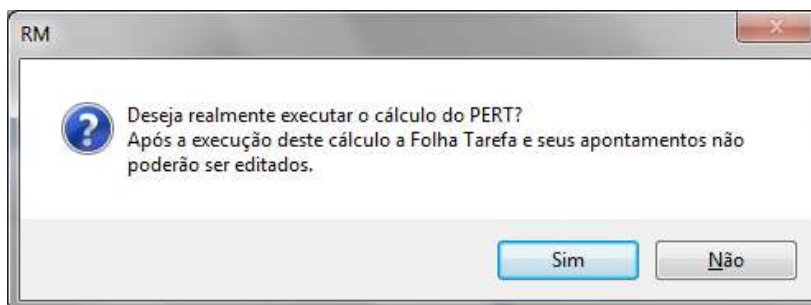 RM
Deseja realmente executar o cálculo do PERT?
Após a execução deste cálculo a Folha Tarefa e seus apontamentos não
poderão ser editados.
Sim
Não